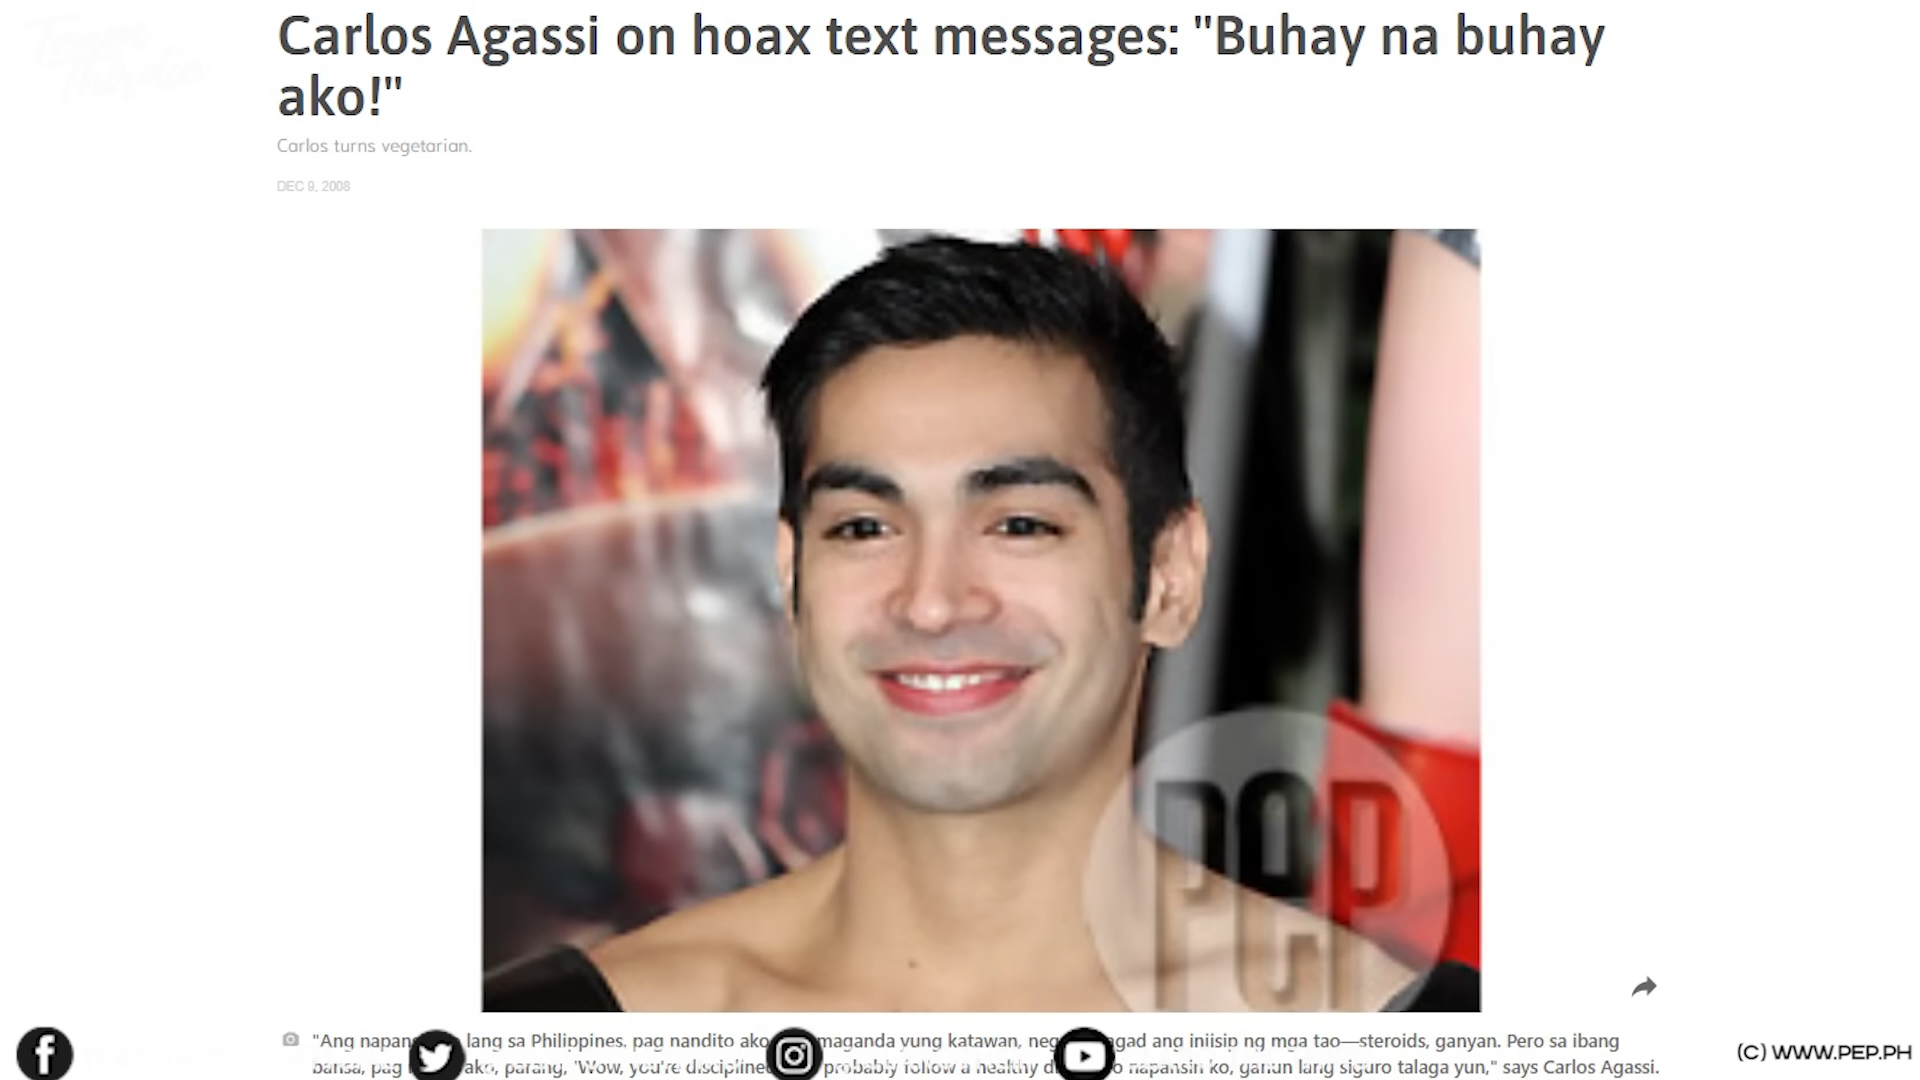 Team
Thirdie
Carlos Agassi on hoax text messages: "Buhay na buhay
ako!"
Carlos turns vegetarian.
DEC 9, 2008
PEP
"Ang lang sa Philippines, pag nandito ako maganda yung katawan, ang iniisip ng mga tao—steroids, ganyan. Pero sa ibang
bansa, pag ako, parang, 'Wow, you're disciplined probably follow a healthy napansin ko, ganun lang siguro talaga yun," says Carlos Agassi.
(C) WWW.PEP.PH